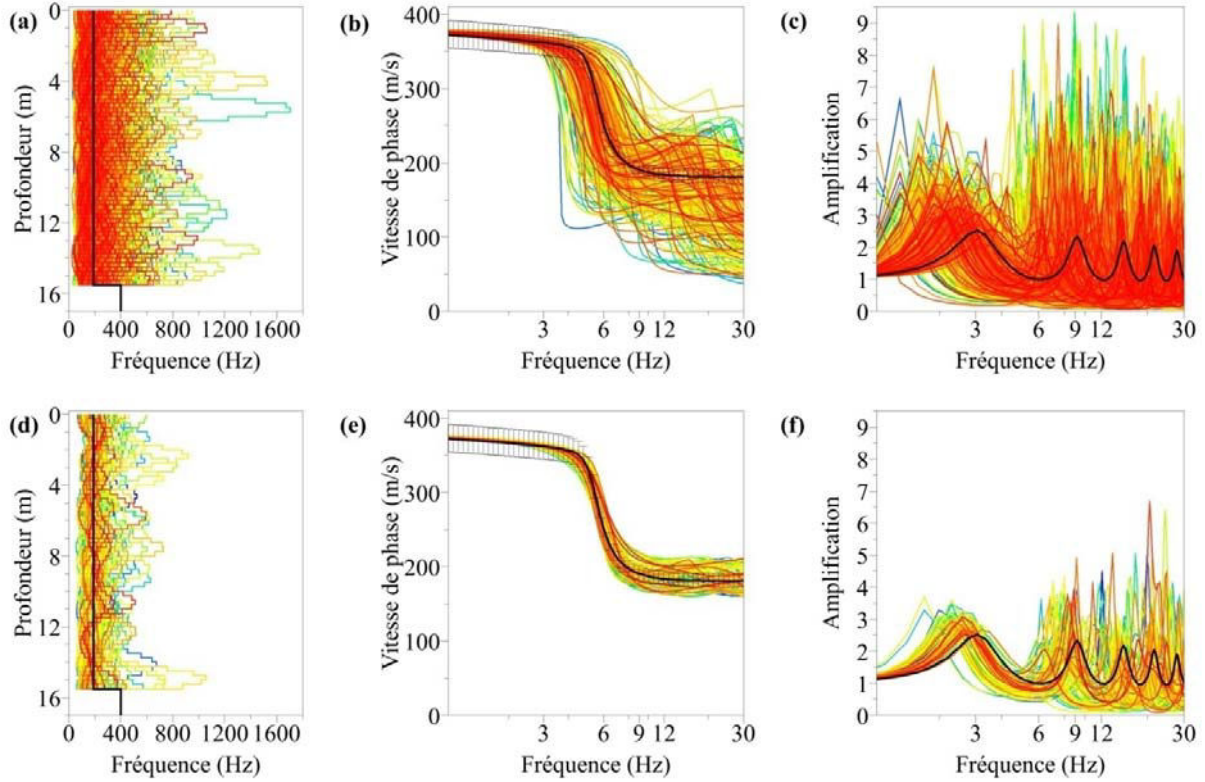 (a)
Profondeur (m)
0
4
8
12
16
0 400 800 1200 1600
Fréquence (Hz)
(b)
Vitesse de phase (m/s)
400
300
200
100
0
3 6 9 12 30
Fréquence (Hz)
(c)
Amplification
9
8
7
6
5
4
3
2
1
0
3 6 9 12 30
Fréquence (Hz)
(d)
Profondeur (m)
0
4
8
12
16
0 400 800 1200 1600
Fréquence (Hz)
(e)
Vitesse de phase (m/s)
400
300
200
100
0
3 6 9 12 30
Fréquence (Hz)
(f)
Amplification
9
8
7
6
5
4
3
2
1
0
3 6 9 12 30
Fréquence (Hz)